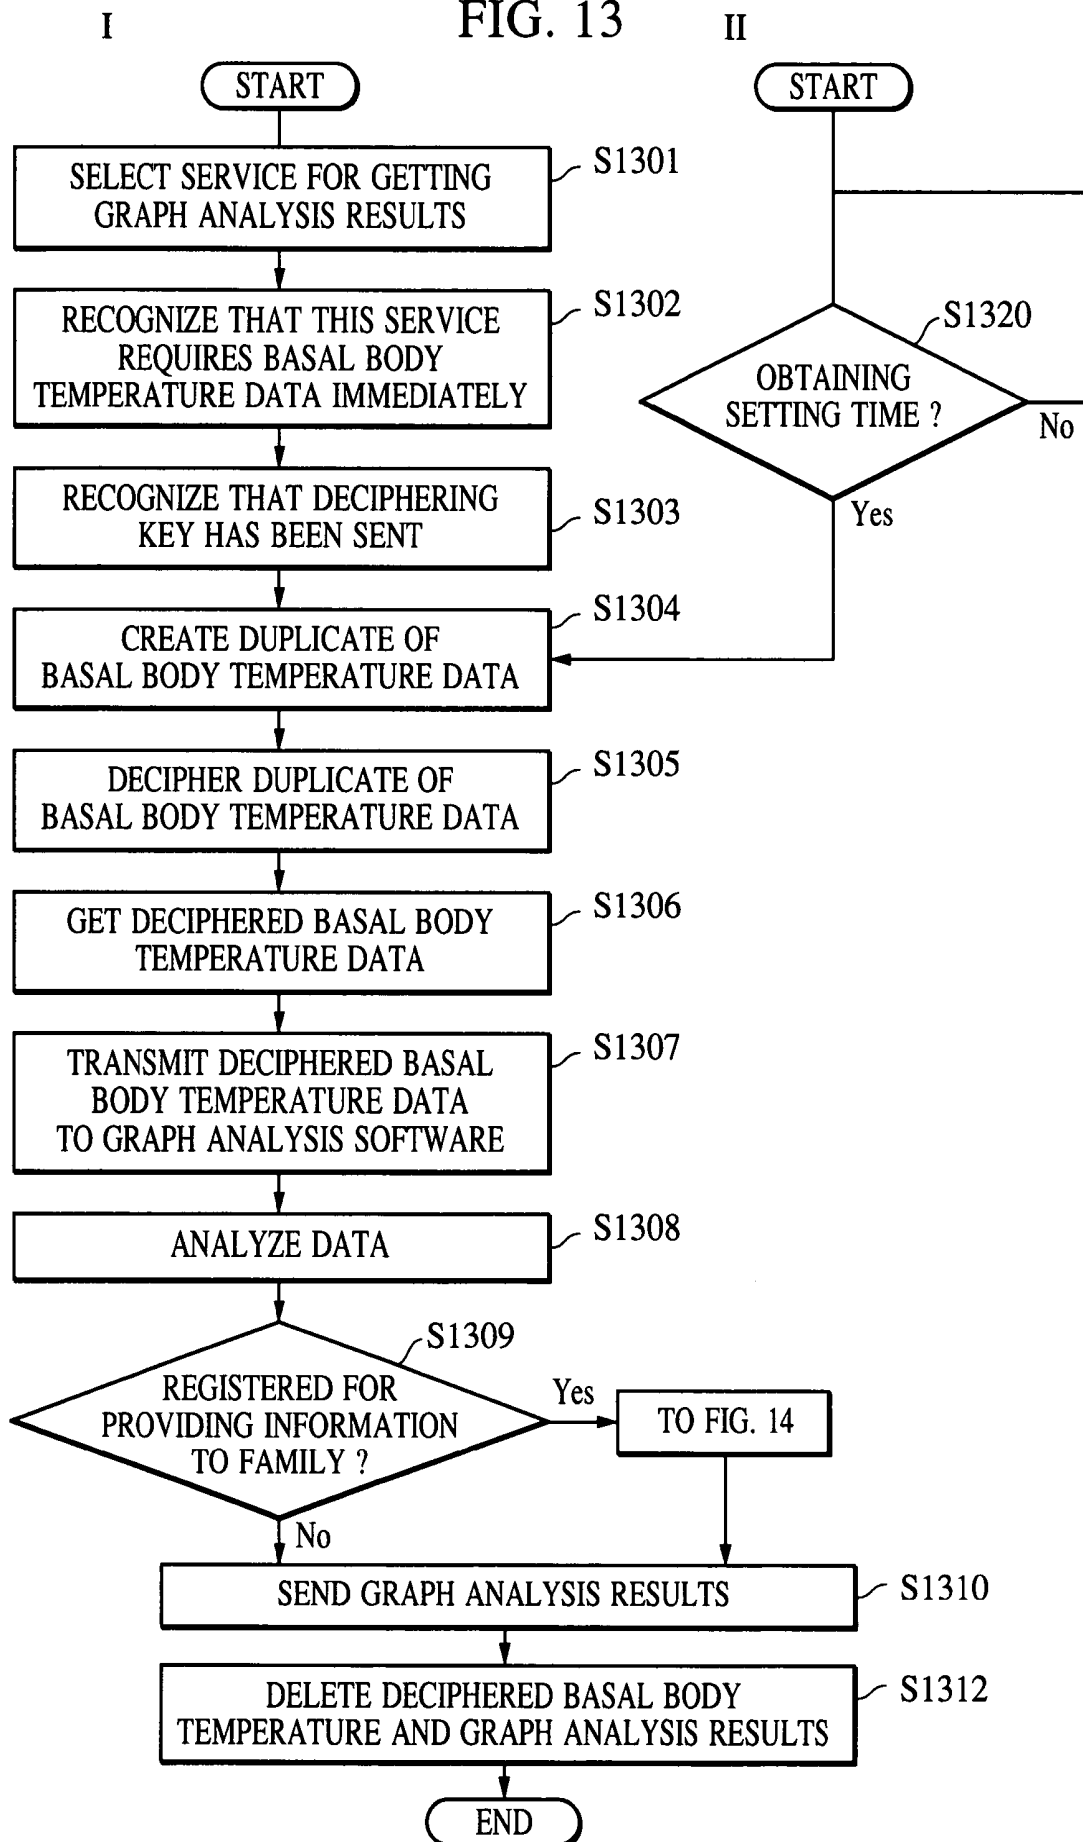 FIG. 13
I
II
START
START
SELECT SERVICE FOR GETTING
GRAPH ANALYSIS RESULTS
S1301
RECOGNIZE THAT THIS SERVICE
REQUIRES BASAL BODY
TEMPERATURE DATA IMMEDIATELY
S1302
S1320
OBTAINING
SETTING TIME ?
No
Yes
RECOGNIZE THAT DECIPHERING
KEY HAS BEEN SENT
S1303
CREATE DUPLICATE OF
BASAL BODY TEMPERATURE DATA
S1304
DECIPHER DUPLICATE OF
BASAL BODY TEMPERATURE DATA
S1305
GET DECIPHERED BASAL BODY
TEMPERATURE DATA
S1306
TRANSMIT DECIPHERED BASAL
BODY TEMPERATURE DATA
TO GRAPH ANALYSIS SOFTWARE
S1307
ANALYZE DATA
S1308
S1309
REGISTERED FOR
PROVIDING INFORMATION
TO FAMILY ?
Yes
TO FIG. 14
No
SEND GRAPH ANALYSIS RESULTS
S1310
DELETE DECIPHERED BASAL BODY
TEMPERATURE AND GRAPH ANALYSIS RESULTS
S1312
END